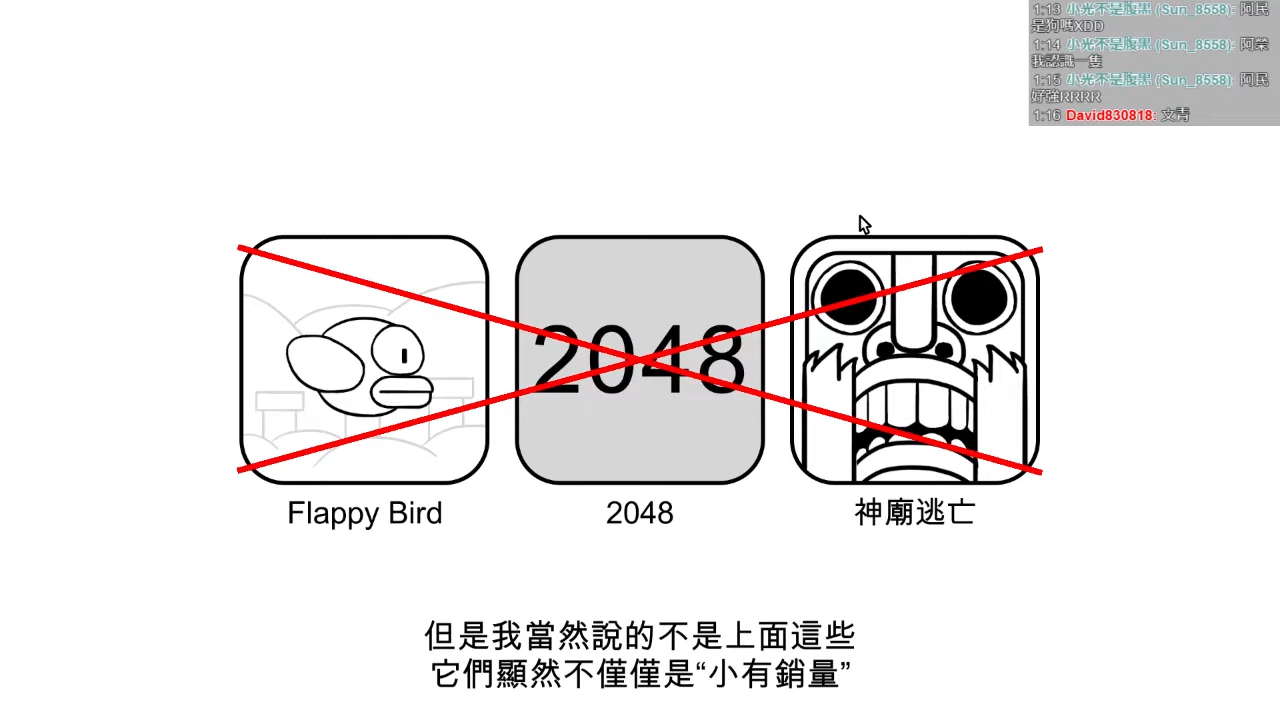 1:13 小光不是腹黑 (Sun_8558): 阿民
是狗嗎XDD
1:14 小光不是腹黑 (Sun_8558): 阿榮
我認識一隻
1:15 小光不是腹黑 (Sun_8558): 阿民
好強RRRR
1:16 David830818: 文青
2048
Flappy Bird
2048
神廟逃亡
但是我當然說的不是上面這些
它們顯然不僅僅是“小有銷量”